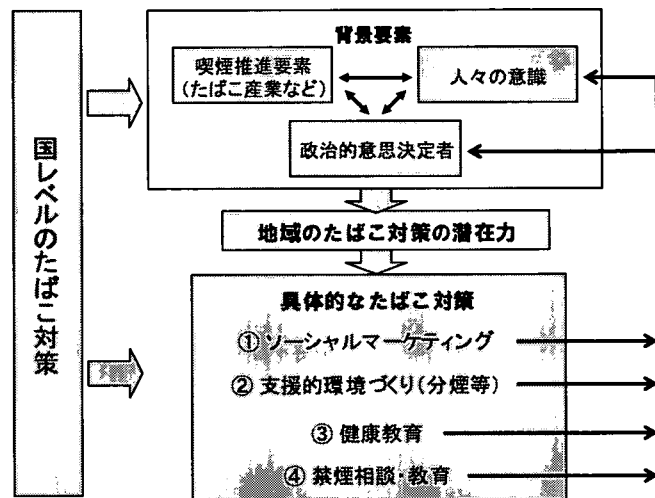 国レベルのたばこ対策
背景要素
喫煙推進要素
(たばこ産業など)
人々の意識
政治的意思決定者
地域のたばこ対策の潜在力
具体的なたばこ対策
① ソーシャルマーケティング
② 支援的環境づくり(分煙等)
③ 健康教育
④ 禁煙相談・教育